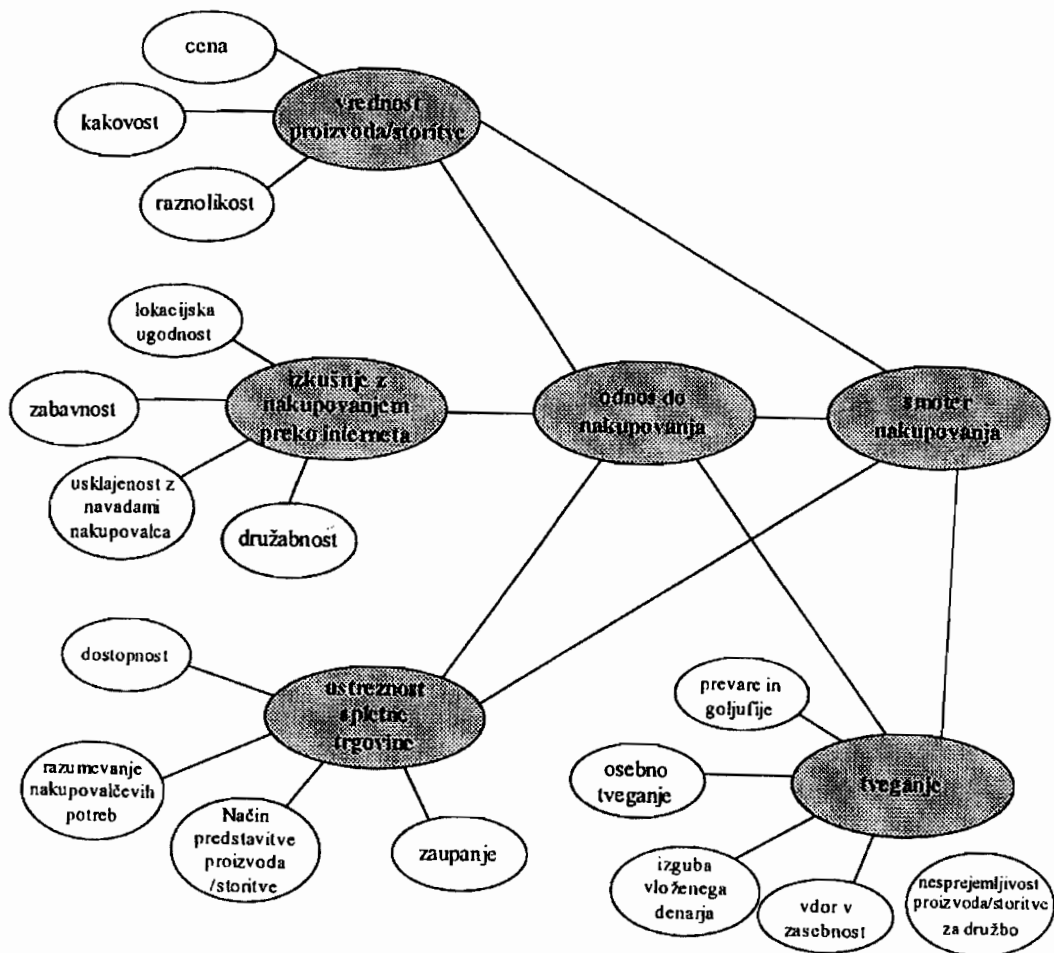 cena
vrednost
proizvoda/storitve
kakovost
raznolikost
lokacijska
ugodnost
izkušnje z
nakupovanjem
preko interneta
zabavnost
odnos do
nakupovanja
smoter
nakupovanja
usklajenost z
navadami
nakupovalca
družabnost
dostopnost
ustreznost
spletne
trgovine
prevare in
goljufije
razumevanje
nakupovalčevih
potreb
osebno
tveganje
tveganje
Način
predstavitve
proizvoda
/storitve
zaupanje
izguba
vloženega
denarja
vdor v
zasebnost
nesprejemljivost
proizvoda/storitve
za družbo